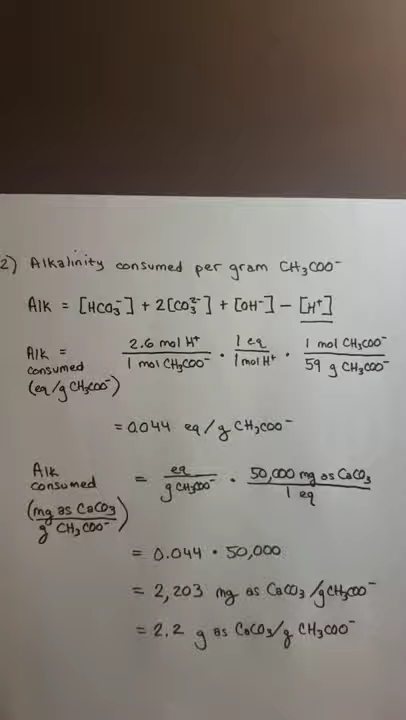 2) Alkalinity consumed per gram CH₃COO⁻
Alk = [HCO₃⁻] + 2[CO₃²⁻] + [OH⁻] − [H⁺]
Alk consumed (eq/g CH₃COO⁻) = 2.6 mol H⁺ / 1 mol CH₃COO⁻ · 1 eq / 1 mol H⁺ · 1 mol CH₃COO⁻ / 59 g CH₃COO⁻
= 0.044 eq/g CH₃COO⁻
Alk consumed (mg as CaCO₃ / g CH₃COO⁻) = eq / g CH₃COO⁻ · 50,000 mg as CaCO₃ / 1 eq
= 0.044 · 50,000
= 2,203 mg as CaCO₃/gCH₃COO⁻
= 2.2 g as CaCO₃/g CH₃COO⁻